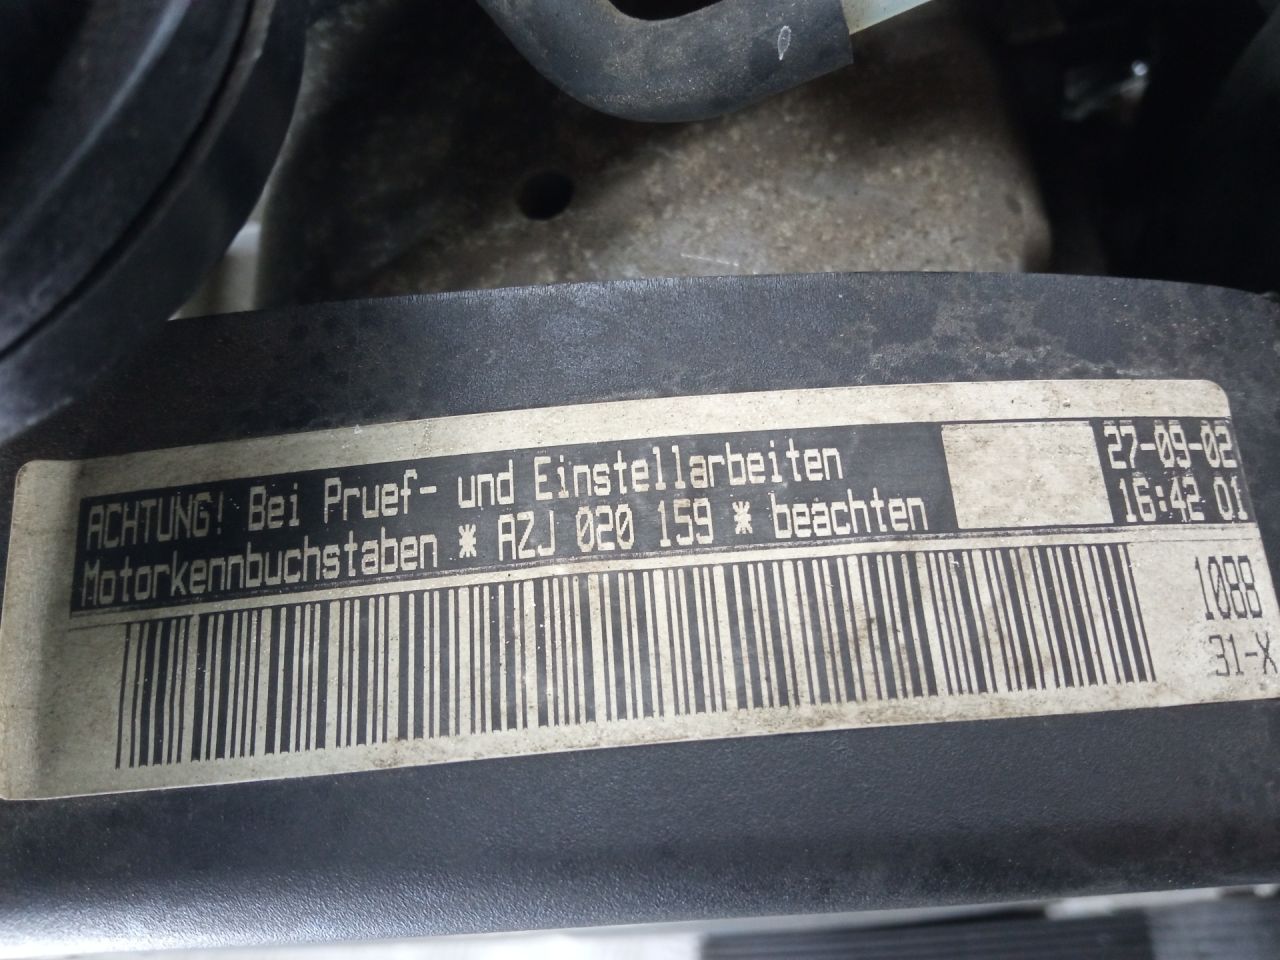 ACHTUNG! Bei Pruef- und Einstellarbeiten
Motorkennbuchstaben * AZJ 020 159 * beachten
27-09-02
16:42 01
1088
31-X